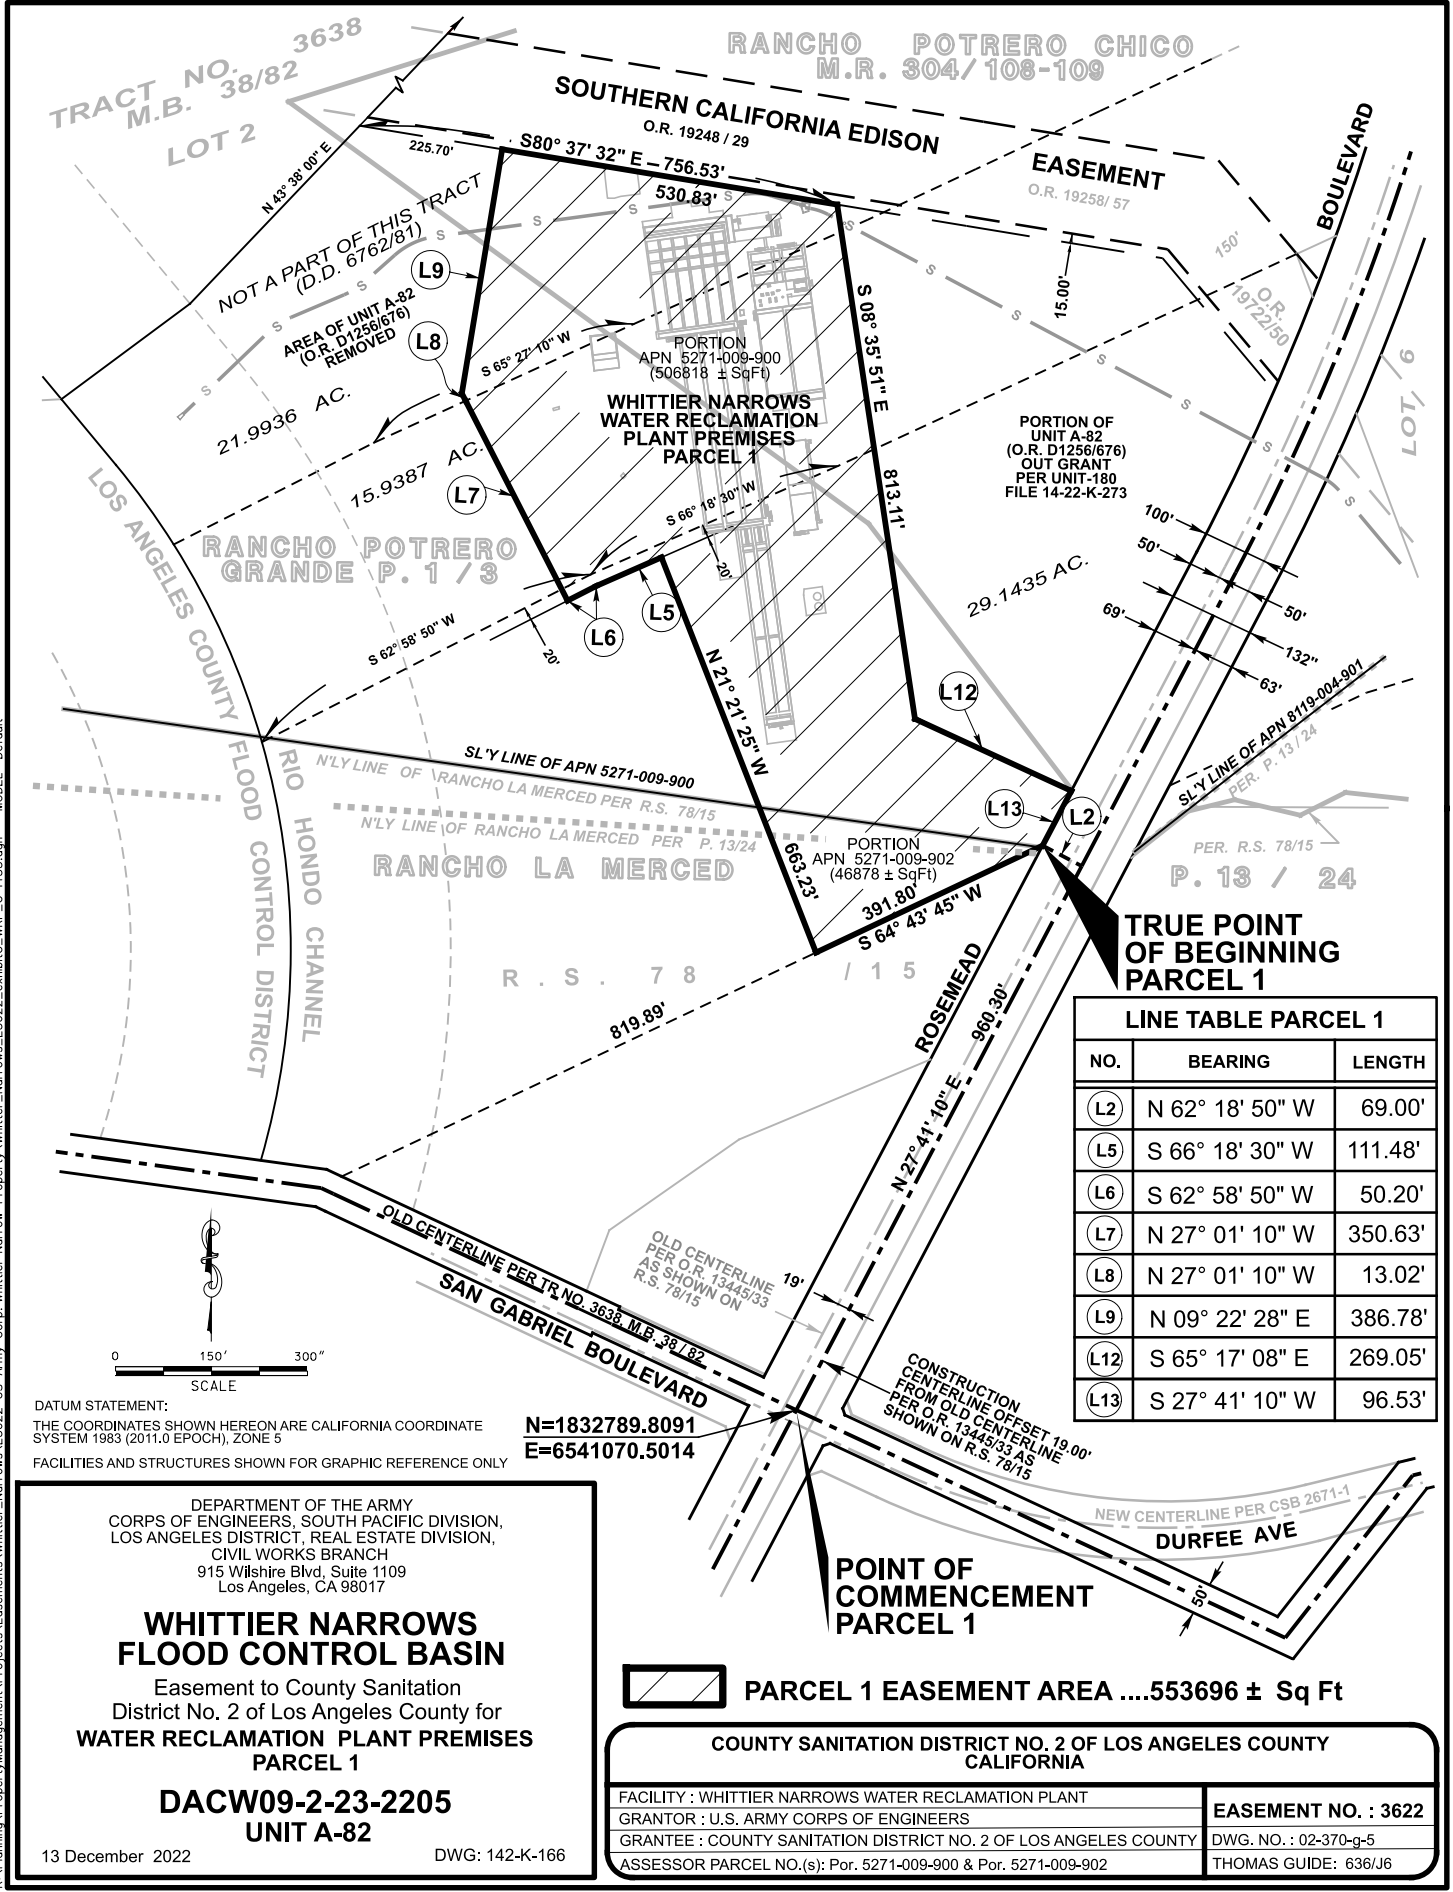 TRACT NO. 3638
M.B. 38/82
LOT 2
RANCHO POTRERO CHICO
M.R. 304/108-109
SOUTHERN CALIFORNIA EDISON
O.R. 19248 / 29
EASEMENT
O.R. 19258/ 57
BOULEVARD
N 43° 38' 00" E
225.70'
S80° 37' 32" E – 756.53'
530.83'
150'
O.R.
19722/50
15.00'
LOT / 6
NOT A PART OF THIS TRACT
(D.D. 6762/81)
AREA OF UNIT A-82
(O.R. D1256/676)
REMOVED
L9
L8
L7
S 65° 27' 10" W
S 08° 35' 51" E
813.11'
PORTION
APN 5271-009-900
(506818 ± SqFt)
WHITTIER NARROWS
WATER RECLAMATION
PLANT PREMISES
PARCEL 1
21.9936 AC.
15.9387 AC.
S 66° 18' 30" W
PORTION OF
UNIT A-82
(O.R. D1256/676)
OUT GRANT
PER UNIT-180
FILE 14-22-K-273
29.1435 AC.
100'
50'
69'
50'
132"
63'
RANCHO POTRERO
GRANDE P. 1 / 3
LOS ANGELES COUNTY FLOOD CONTROL DISTRICT
RIO HONDO CHANNEL
S 62° 58' 50" W
20'
20'
L5
L6
L12
N 21° 21' 25" W
663.23'
SL'Y LINE OF APN 8119-004-901
PER. P. 13 / 24
SL'Y LINE OF APN 5271-009-900
N'LY LINE OF RANCHO LA MERCED PER R.S. 78/15
N'LY LINE OF RANCHO LA MERCED PER P. 13/24
RANCHO LA MERCED
L13
L2
PORTION
APN 5271-009-902
(46878 ± SqFt)
391.80'
S 64° 43' 45" W
PER. R.S. 78/15
P. 13 / 24
TRUE POINT
OF BEGINNING
PARCEL 1
R . S . 7 8 / 1 5
819.89'
ROSEMEAD
960.30'
N 27° 41' 10" E
LINE TABLE PARCEL 1
NO. BEARING LENGTH
L2 N 62° 18' 50" W 69.00'
L5 S 66° 18' 30" W 111.48'
L6 S 62° 58' 50" W 50.20'
L7 N 27° 01' 10" W 350.63'
L8 N 27° 01' 10" W 13.02'
L9 N 09° 22' 28" E 386.78'
L12 S 65° 17' 08" E 269.05'
L13 S 27° 41' 10" W 96.53'
OLD CENTERLINE PER TR NO. 3638, M.B. 38 / 82
SAN GABRIEL BOULEVARD
OLD CENTERLINE
PER O.R. 13445/33
AS SHOWN ON
R.S. 78/15
19'
CONSTRUCTION
CENTERLINE OFFSET 19.00'
FROM OLD CENTERLINE
PER O.R. 13445/33 AS
SHOWN ON R.S. 78/15
0 150' 300"
SCALE
DATUM STATEMENT:
THE COORDINATES SHOWN HEREON ARE CALIFORNIA COORDINATE
SYSTEM 1983 (2011.0 EPOCH), ZONE 5
FACILITIES AND STRUCTURES SHOWN FOR GRAPHIC REFERENCE ONLY
N=1832789.8091
E=6541070.5014
NEW CENTERLINE PER CSB 2671-1
DURFEE AVE
50'
POINT OF
COMMENCEMENT
PARCEL 1
DEPARTMENT OF THE ARMY
CORPS OF ENGINEERS, SOUTH PACIFIC DIVISION,
LOS ANGELES DISTRICT, REAL ESTATE DIVISION,
CIVIL WORKS BRANCH
915 Wilshire Blvd, Suite 1109
Los Angeles, CA 98017
WHITTIER NARROWS
FLOOD CONTROL BASIN
Easement to County Sanitation
District No. 2 of Los Angeles County for
WATER RECLAMATION PLANT PREMISES
PARCEL 1
DACW09-2-23-2205
UNIT A-82
13 December 2022 DWG: 142-K-166
PARCEL 1 EASEMENT AREA ....553696 ± Sq Ft
COUNTY SANITATION DISTRICT NO. 2 OF LOS ANGELES COUNTY
CALIFORNIA
FACILITY : WHITTIER NARROWS WATER RECLAMATION PLANT
GRANTOR : U.S. ARMY CORPS OF ENGINEERS
GRANTEE : COUNTY SANITATION DISTRICT NO. 2 OF LOS ANGELES COUNTY
ASSESSOR PARCEL NO.(s): Por. 5271-009-900 & Por. 5271-009-902
EASEMENT NO. : 3622
DWG. NO. : 02-370-g-5
THOMAS GUIDE: 636/J6